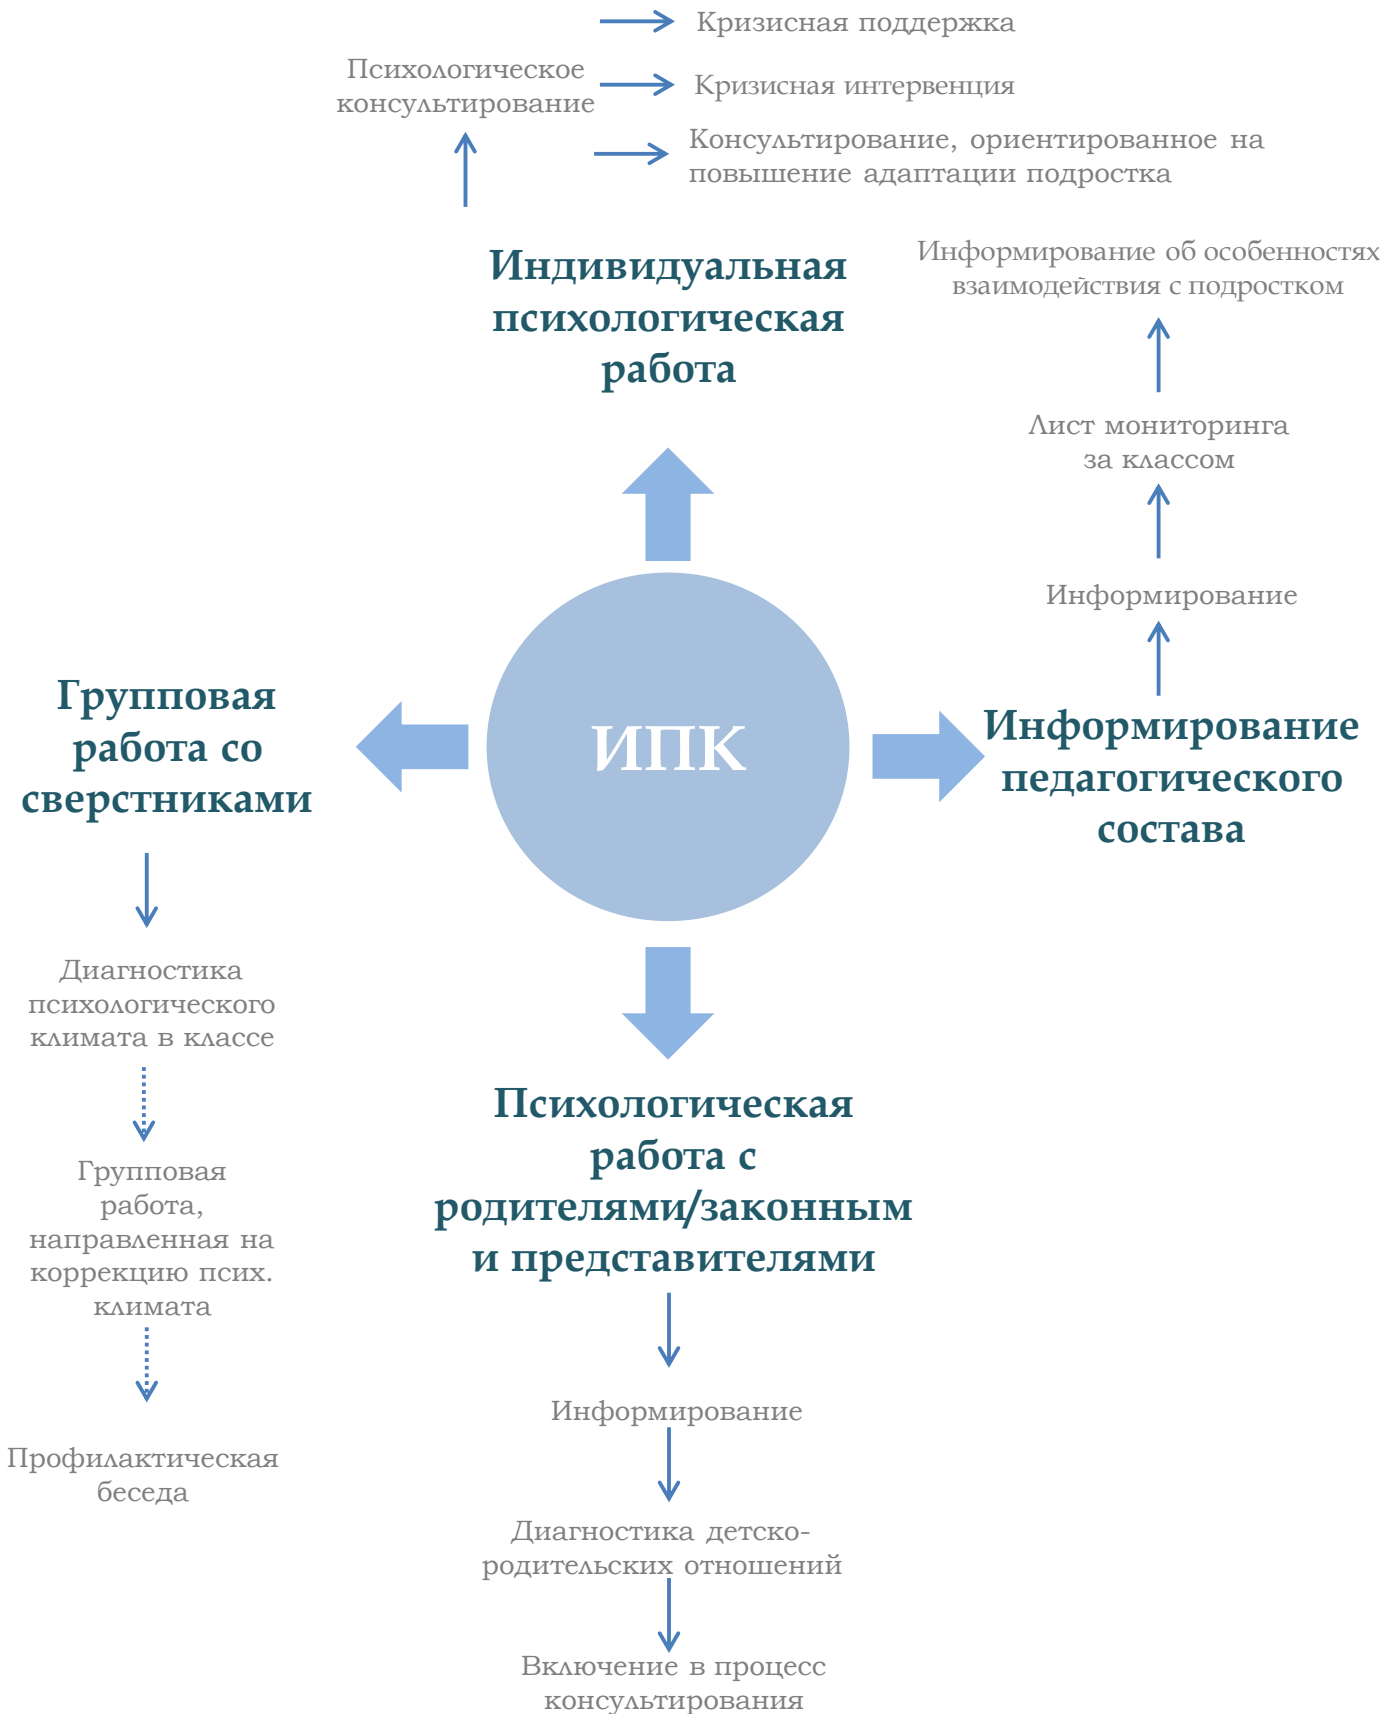 Кризисная поддержка
Психологическое
консультирование
Кризисная интервенция
Консультирование, ориентированное на
повышение адаптации подростка
Индивидуальная
психологическая
работа
Информирование об особенностях
взаимодействия с подростком
Лист мониторинга
за классом
Информирование
Групповая
работа со
сверстниками
ИПК
Информирование
педагогического
состава
Диагностика
психологического
климата в классе
Групповая
работа,
направленная на
коррекцию псих.
климата
Профилактическая
беседа
Психологическая
работа с
родителями/законным
и представителями
Информирование
Диагностика детско-
родительских отношений
Включение в процесс
консультирования